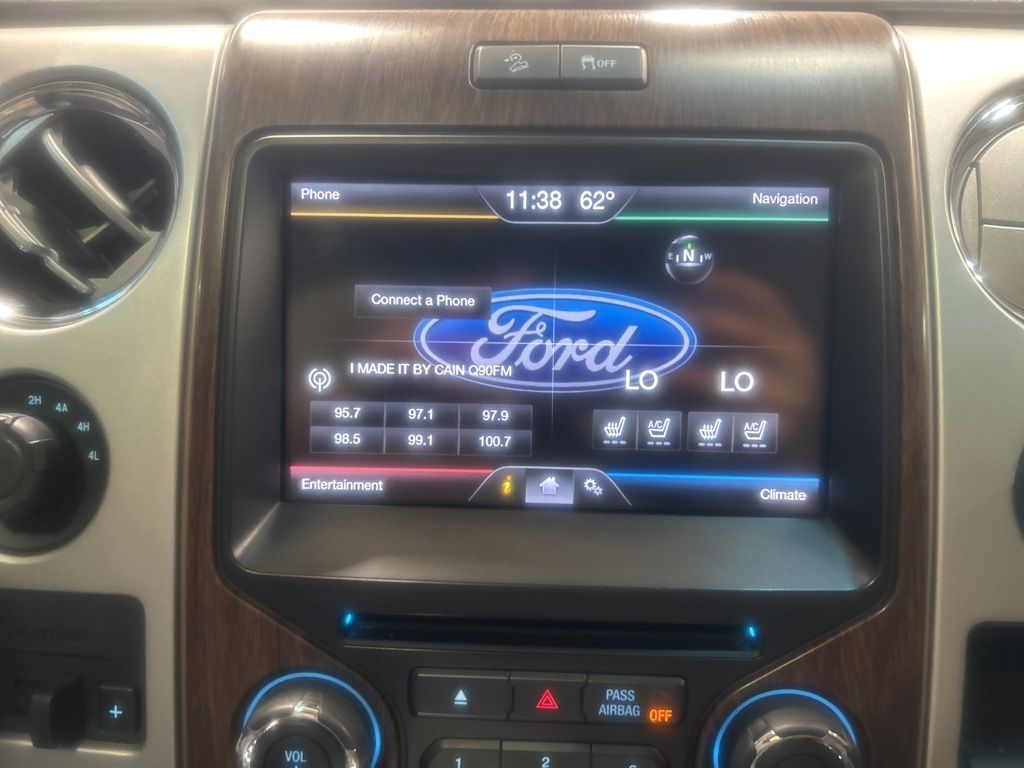 OFF
Phone
11:38 62°
Navigation
E N W
Connect a Phone
Ford
I MADE IT BY CAIN Q90FM
LO LO
95.7 97.1 97.9
98.5 99.1 100.7
A/C A/C
Entertainment
i
Climate
2H 4A
4H
4L
+
PASS
AIRBAG OFF
VOL
1 2